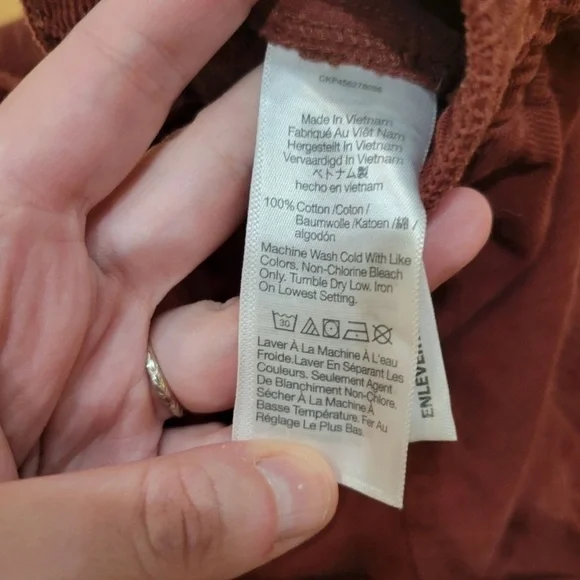 CKP456278096
Made In Vietnam
Fabriqué Au Viêt Nam
Hergestellt In Vietnam
Vervaardigd In Vietnam
ベトナム製
hecho en vietnam
100% Cotton /Coton /
Baumwolle /Katoen /綿 /
algodón
Machine Wash Cold With Like
Colors. Non-Chlorine Bleach
Only. Tumble Dry Low. Iron
On Lowest Setting.
30
Laver À La Machine À L'eau
Froide.Laver En Séparant Les
Couleurs. Seulement Agent
De Blanchiment Non-Chlore.
Sécher À La Machine À
Basse Température. Fer Au
Réglage Le Plus Bas.